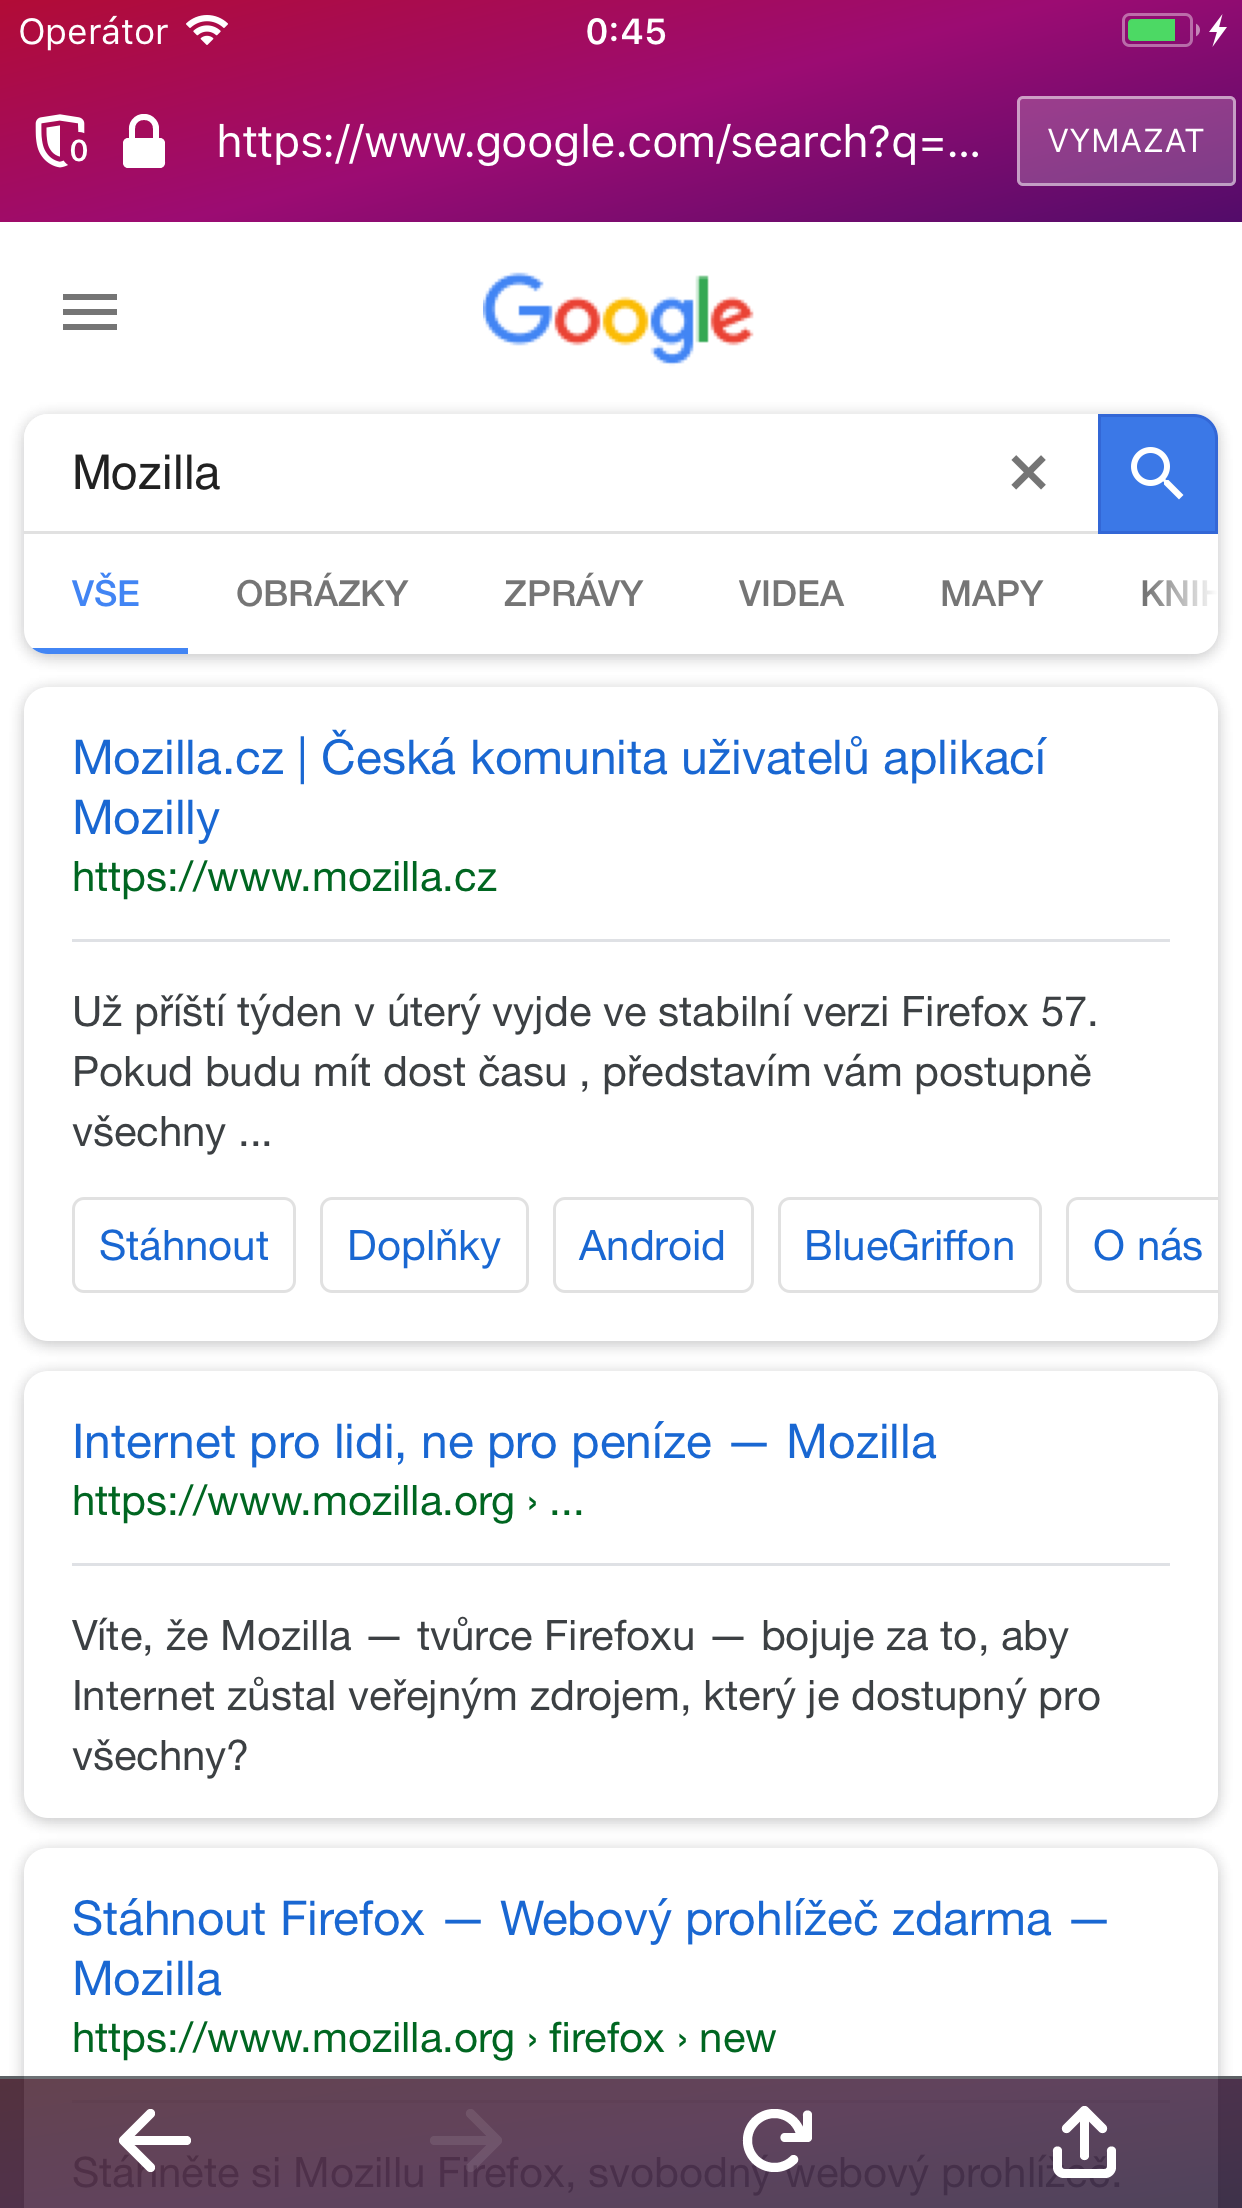 Operátor
0:45
0
https://www.google.com/search?q=...
VYMAZAT
Google
Mozilla
VŠE OBRÁZKY ZPRÁVY VIDEA MAPY KNIH
Mozilla.cz | Česká komunita uživatelů aplikací
Mozilly
https://www.mozilla.cz
Už příští týden v úterý vyjde ve stabilní verzi Firefox 57.
Pokud budu mít dost času , představím vám postupně
všechny ...
Stáhnout Doplňky Android BlueGriffon O nás
Internet pro lidi, ne pro peníze — Mozilla
https://www.mozilla.org › ...
Víte, že Mozilla — tvůrce Firefoxu — bojuje za to, aby
Internet zůstal veřejným zdrojem, který je dostupný pro
všechny?
Stáhnout Firefox — Webový prohlížeč zdarma —
Mozilla
https://www.mozilla.org › firefox › new
Stáhněte si Mozillu Firefox, svobodný webový prohlížeč.